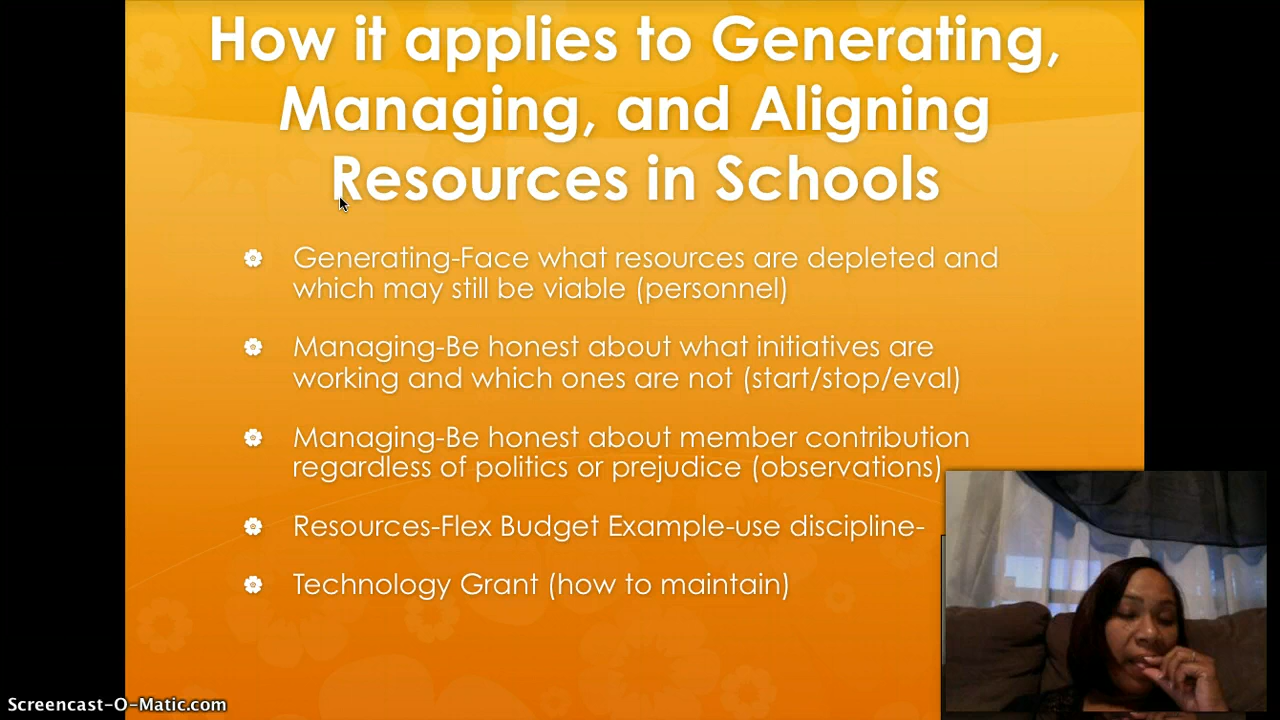 How it applies to Generating,
Managing, and Aligning
Resources in Schools
Generating-Face what resources are depleted and
which may still be viable (personnel)
Managing-Be honest about what initiatives are
working and which ones are not (start/stop/eval)
Managing-Be honest about member contribution
regardless of politics or prejudice (observations)
Resources-Flex Budget Example-use discipline-
Technology Grant (how to maintain)
Screencast-O-Matic.com